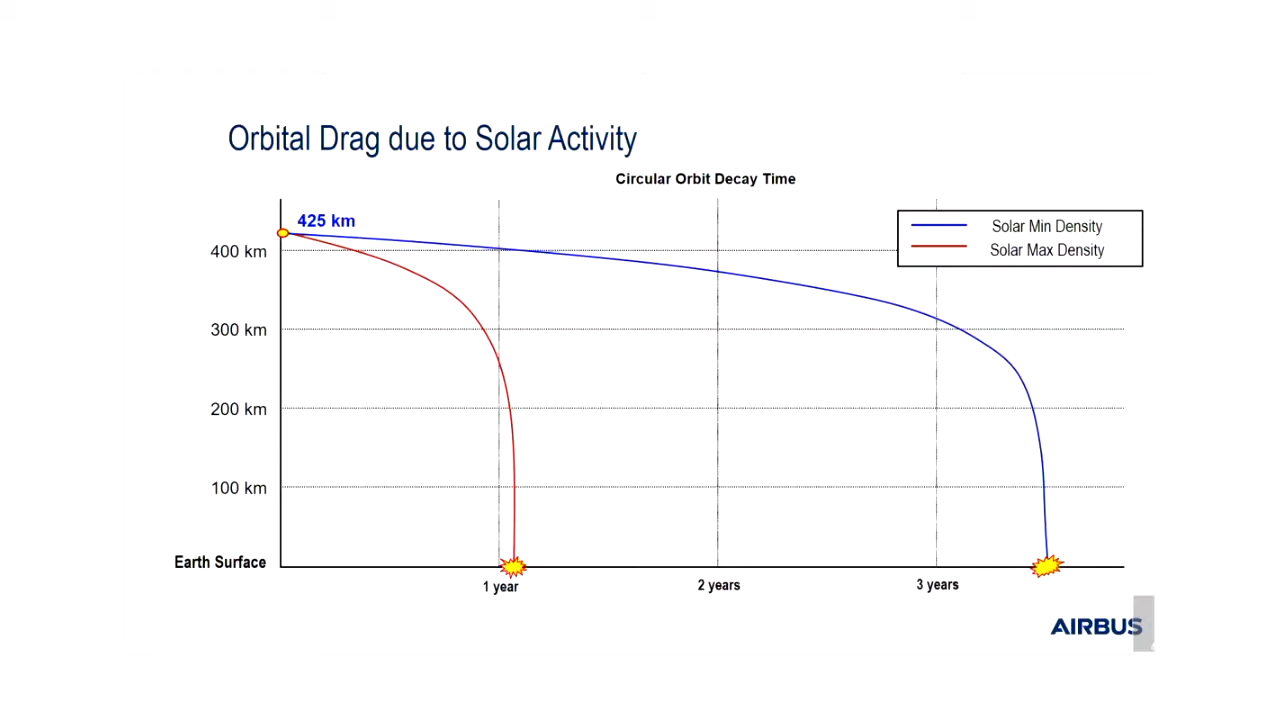 Orbital Drag due to Solar Activity
Circular Orbit Decay Time
425 km
Solar Min Density
Solar Max Density
400 km
300 km
200 km
100 km
Earth Surface
1 year
2 years
3 years
AIRBUS